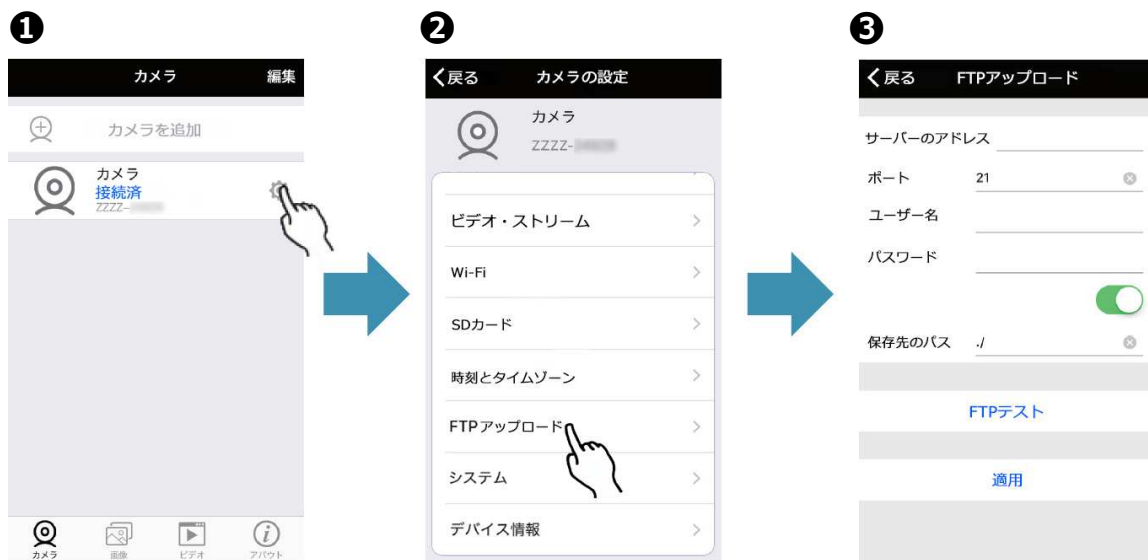 ❶
カメラ 編集
カメラを追加
カメラ
接続済
ZZZZ-
カメラ 画像 ビデオ アバウト
❷
戻る カメラの設定
カメラ
ZZZZ-
ビデオ・ストリーム
Wi-Fi
SDカード
時刻とタイムゾーン
FTPアップロード
システム
デバイス情報
❸
戻る FTPアップロード
サーバーのアドレス
ポート 21
ユーザー名
パスワード
保存先のパス ./
FTPテスト
適用